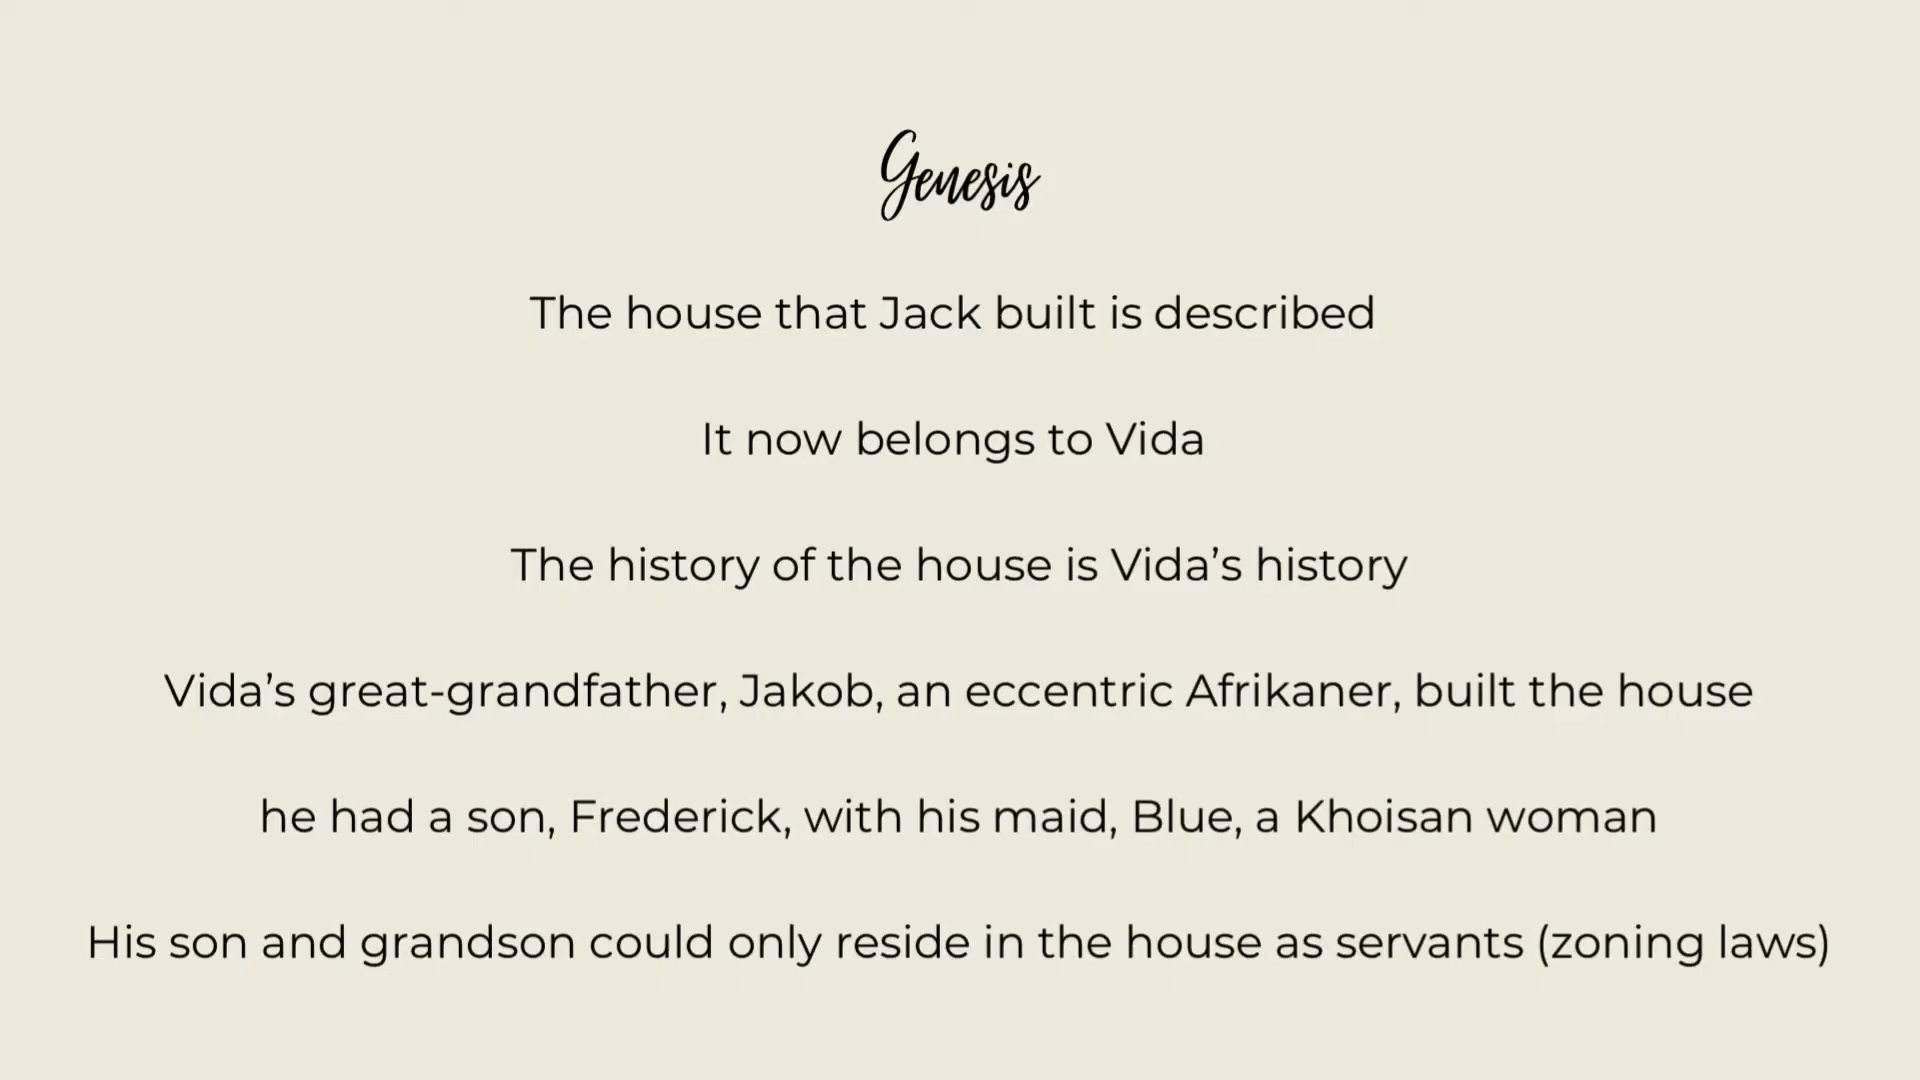 Genesis
The house that Jack built is described
It now belongs to Vida
The history of the house is Vida’s history
Vida’s great-grandfather, Jakob, an eccentric Afrikaner, built the house
he had a son, Frederick, with his maid, Blue, a Khoisan woman
His son and grandson could only reside in the house as servants (zoning laws)